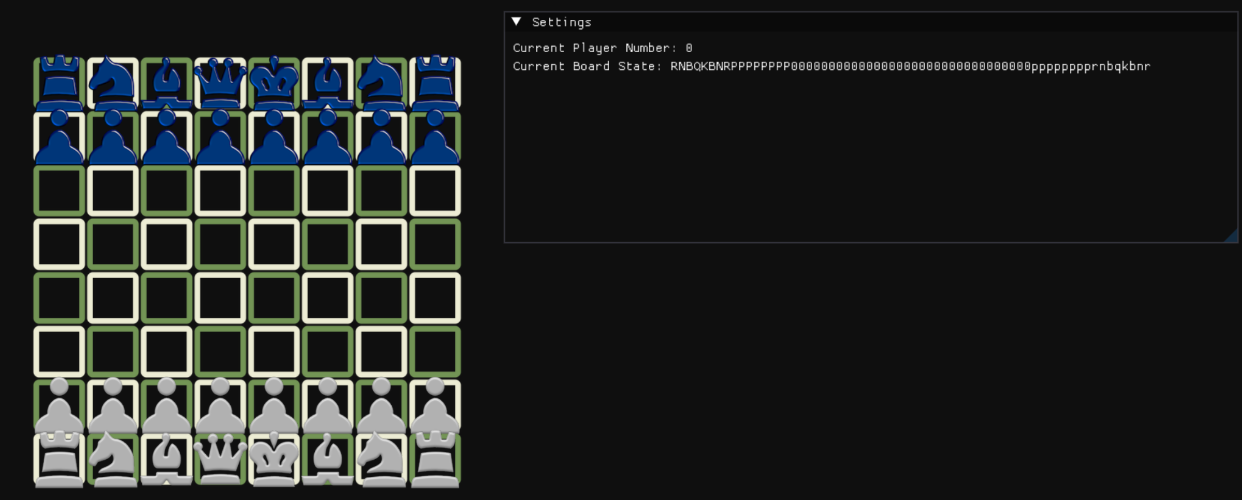 ▼ Settings
Current Player Number: 0
Current Board State: RNBQKBNRPPPPPPPP00000000000000000000000000000000pppppppprnbqkbnr